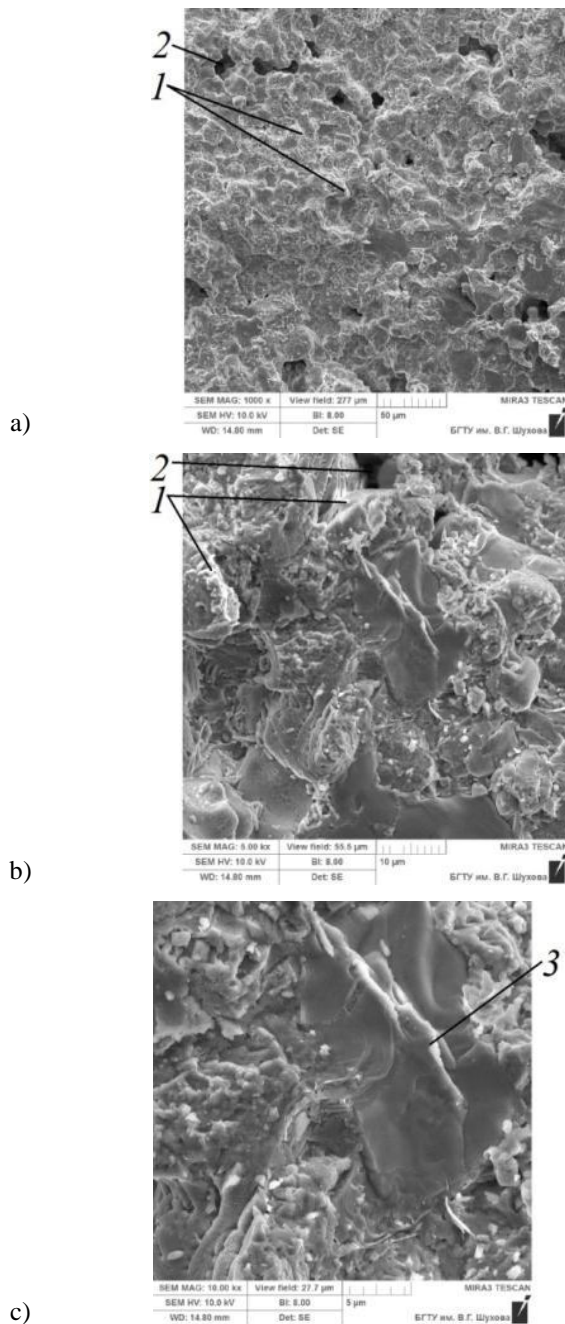 2
1
SEM MAG: 1000 x View field: 277 µm MIRA3 TESCAN
SEM HV: 10.0 kV BI: 8.00 50 µm
WD: 14.80 mm Det: SE БГТУ им. В.Г. Шухова
a)
2
1
SEM MAG: 5.00 kx View field: 55.5 µm MIRA3 TESCAN
SEM HV: 10.0 kV BI: 8.00 10 µm
WD: 14.80 mm Det: SE БГТУ им. В.Г. Шухова
b)
3
SEM MAG: 10.00 kx View field: 27.7 µm MIRA3 TESCAN
SEM HV: 10.0 kV BI: 8.00 5 µm
WD: 14.80 mm Det: SE БГТУ им. В.Г. Шухова
c)